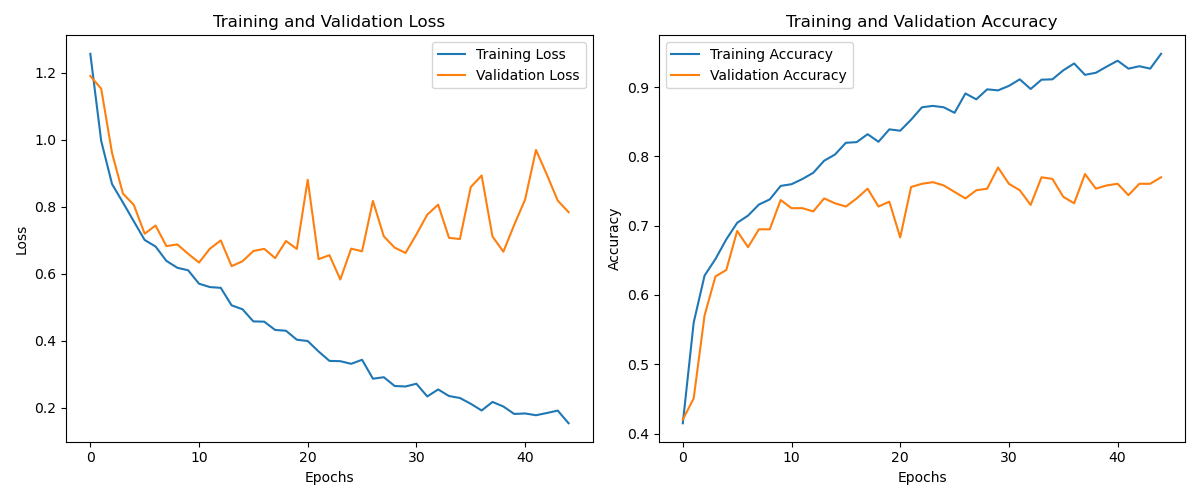 Training and Validation Loss
Training Loss
Validation Loss
1.2
1.0
0.8
0.6
0.4
0.2
Loss
0 10 20 30 40
Epochs
Training and Validation Accuracy
Training Accuracy
Validation Accuracy
0.9
0.8
0.7
0.6
0.5
0.4
Accuracy
0 10 20 30 40
Epochs